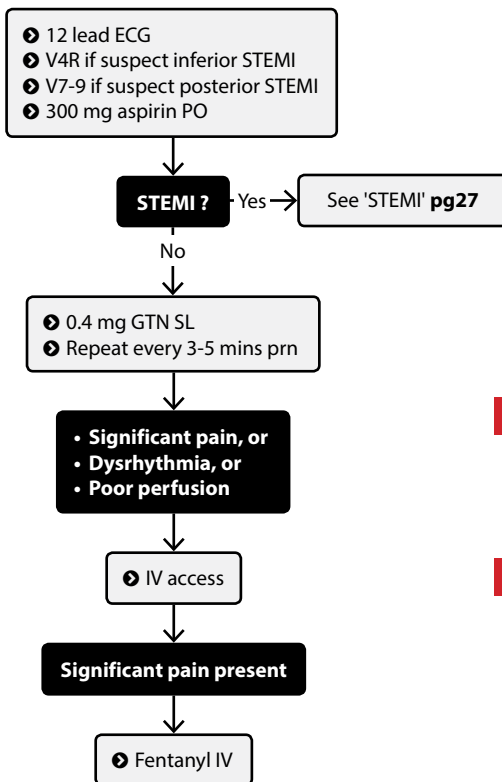 12 lead ECG
V4R if suspect inferior STEMI
V7-9 if suspect posterior STEMI
300 mg aspirin PO
STEMI ?
Yes
See 'STEMI' pg27
No
0.4 mg GTN SL
Repeat every 3-5 mins prn
• Significant pain, or
• Dysrhythmia, or
• Poor perfusion
IV access
Significant pain present
Fentanyl IV